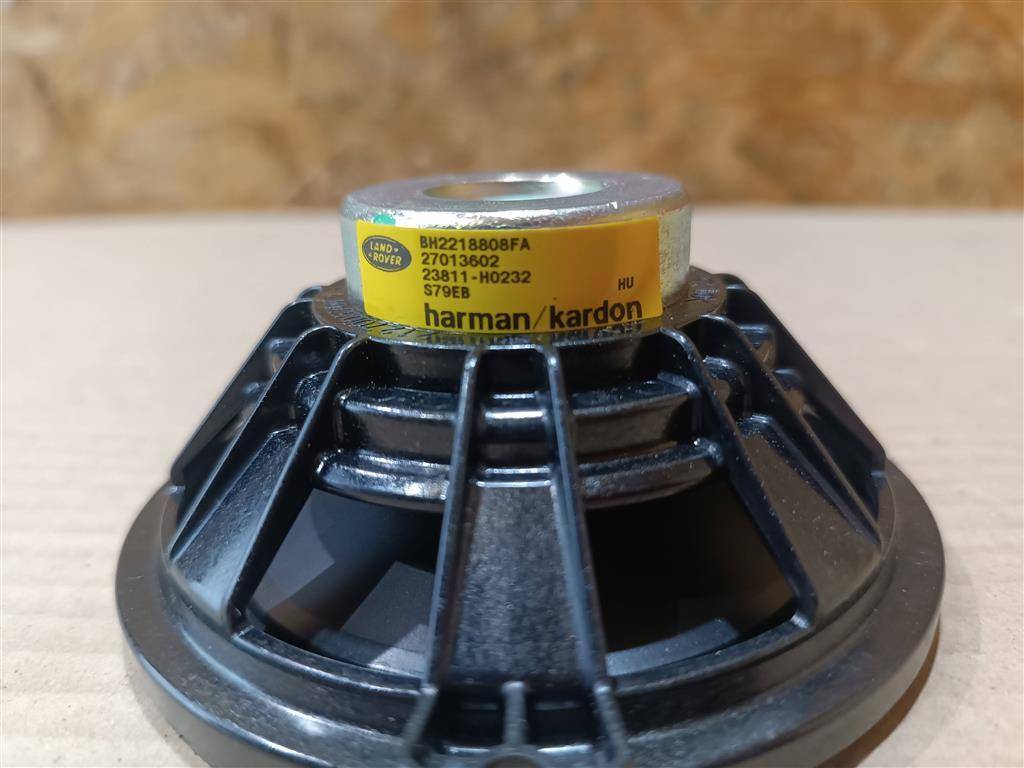 LAND
ROVER
BH2218808FA
27013602
23811-H0232
S79EB
HU
harman/kardon